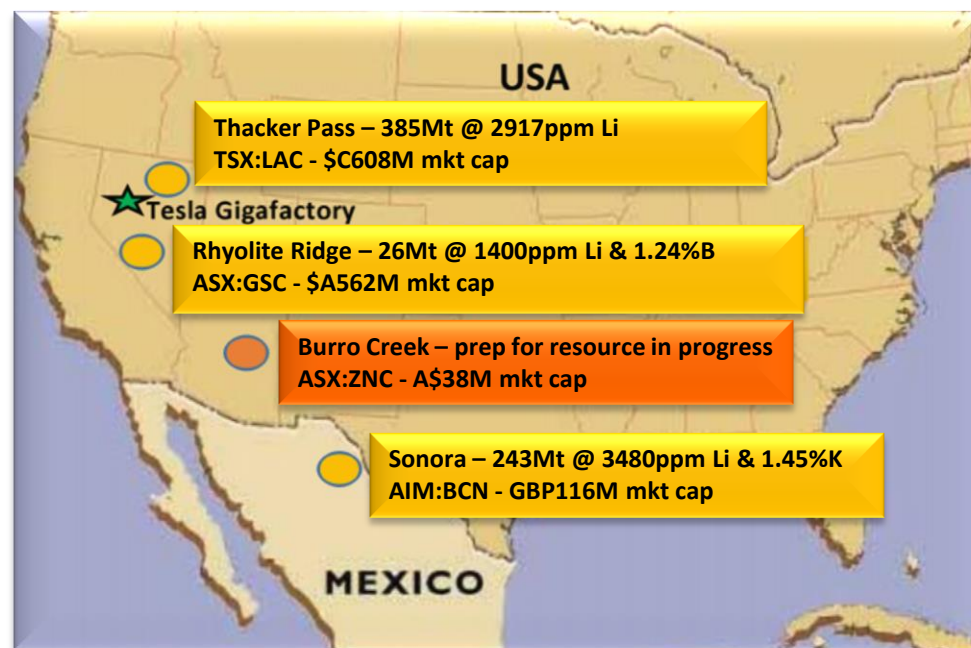 USA
Thacker Pass – 385Mt @ 2917ppm Li
TSX:LAC - $C608M mkt cap
Tesla Gigafactory
Rhyolite Ridge – 26Mt @ 1400ppm Li & 1.24%B
ASX:GSC - $A562M mkt cap
Burro Creek – prep for resource in progress
ASX:ZNC - A$38M mkt cap
Sonora – 243Mt @ 3480ppm Li & 1.45%K
AIM:BCN - GBP116M mkt cap
MEXICO